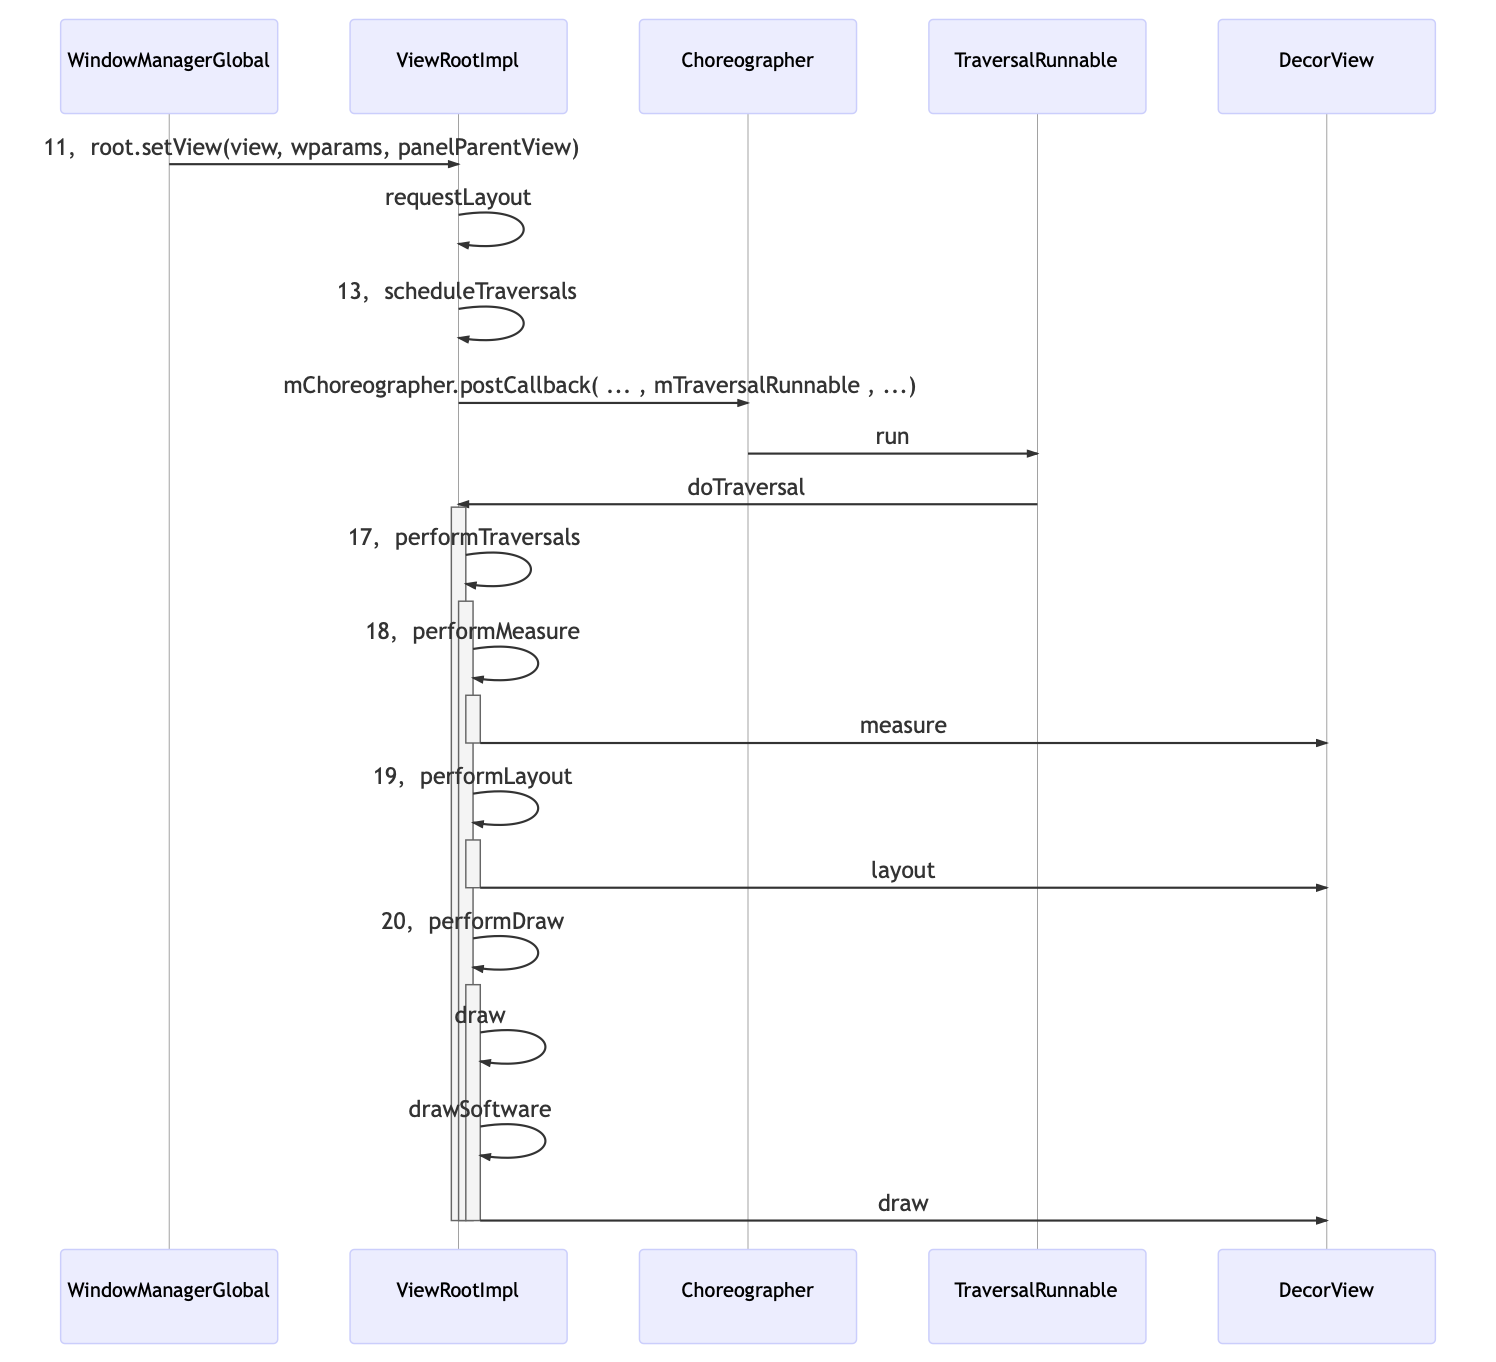 WindowManagerGlobal
ViewRootImpl
Choreographer
TraversalRunnable
DecorView
11, root.setView(view, wparams, panelParentView)
requestLayout
13, scheduleTraversals
mChoreographer.postCallback( ... , mTraversalRunnable , ...)
run
doTraversal
17, performTraversals
18, performMeasure
measure
19, performLayout
layout
20, performDraw
draw
drawSoftware
draw
WindowManagerGlobal
ViewRootImpl
Choreographer
TraversalRunnable
DecorView